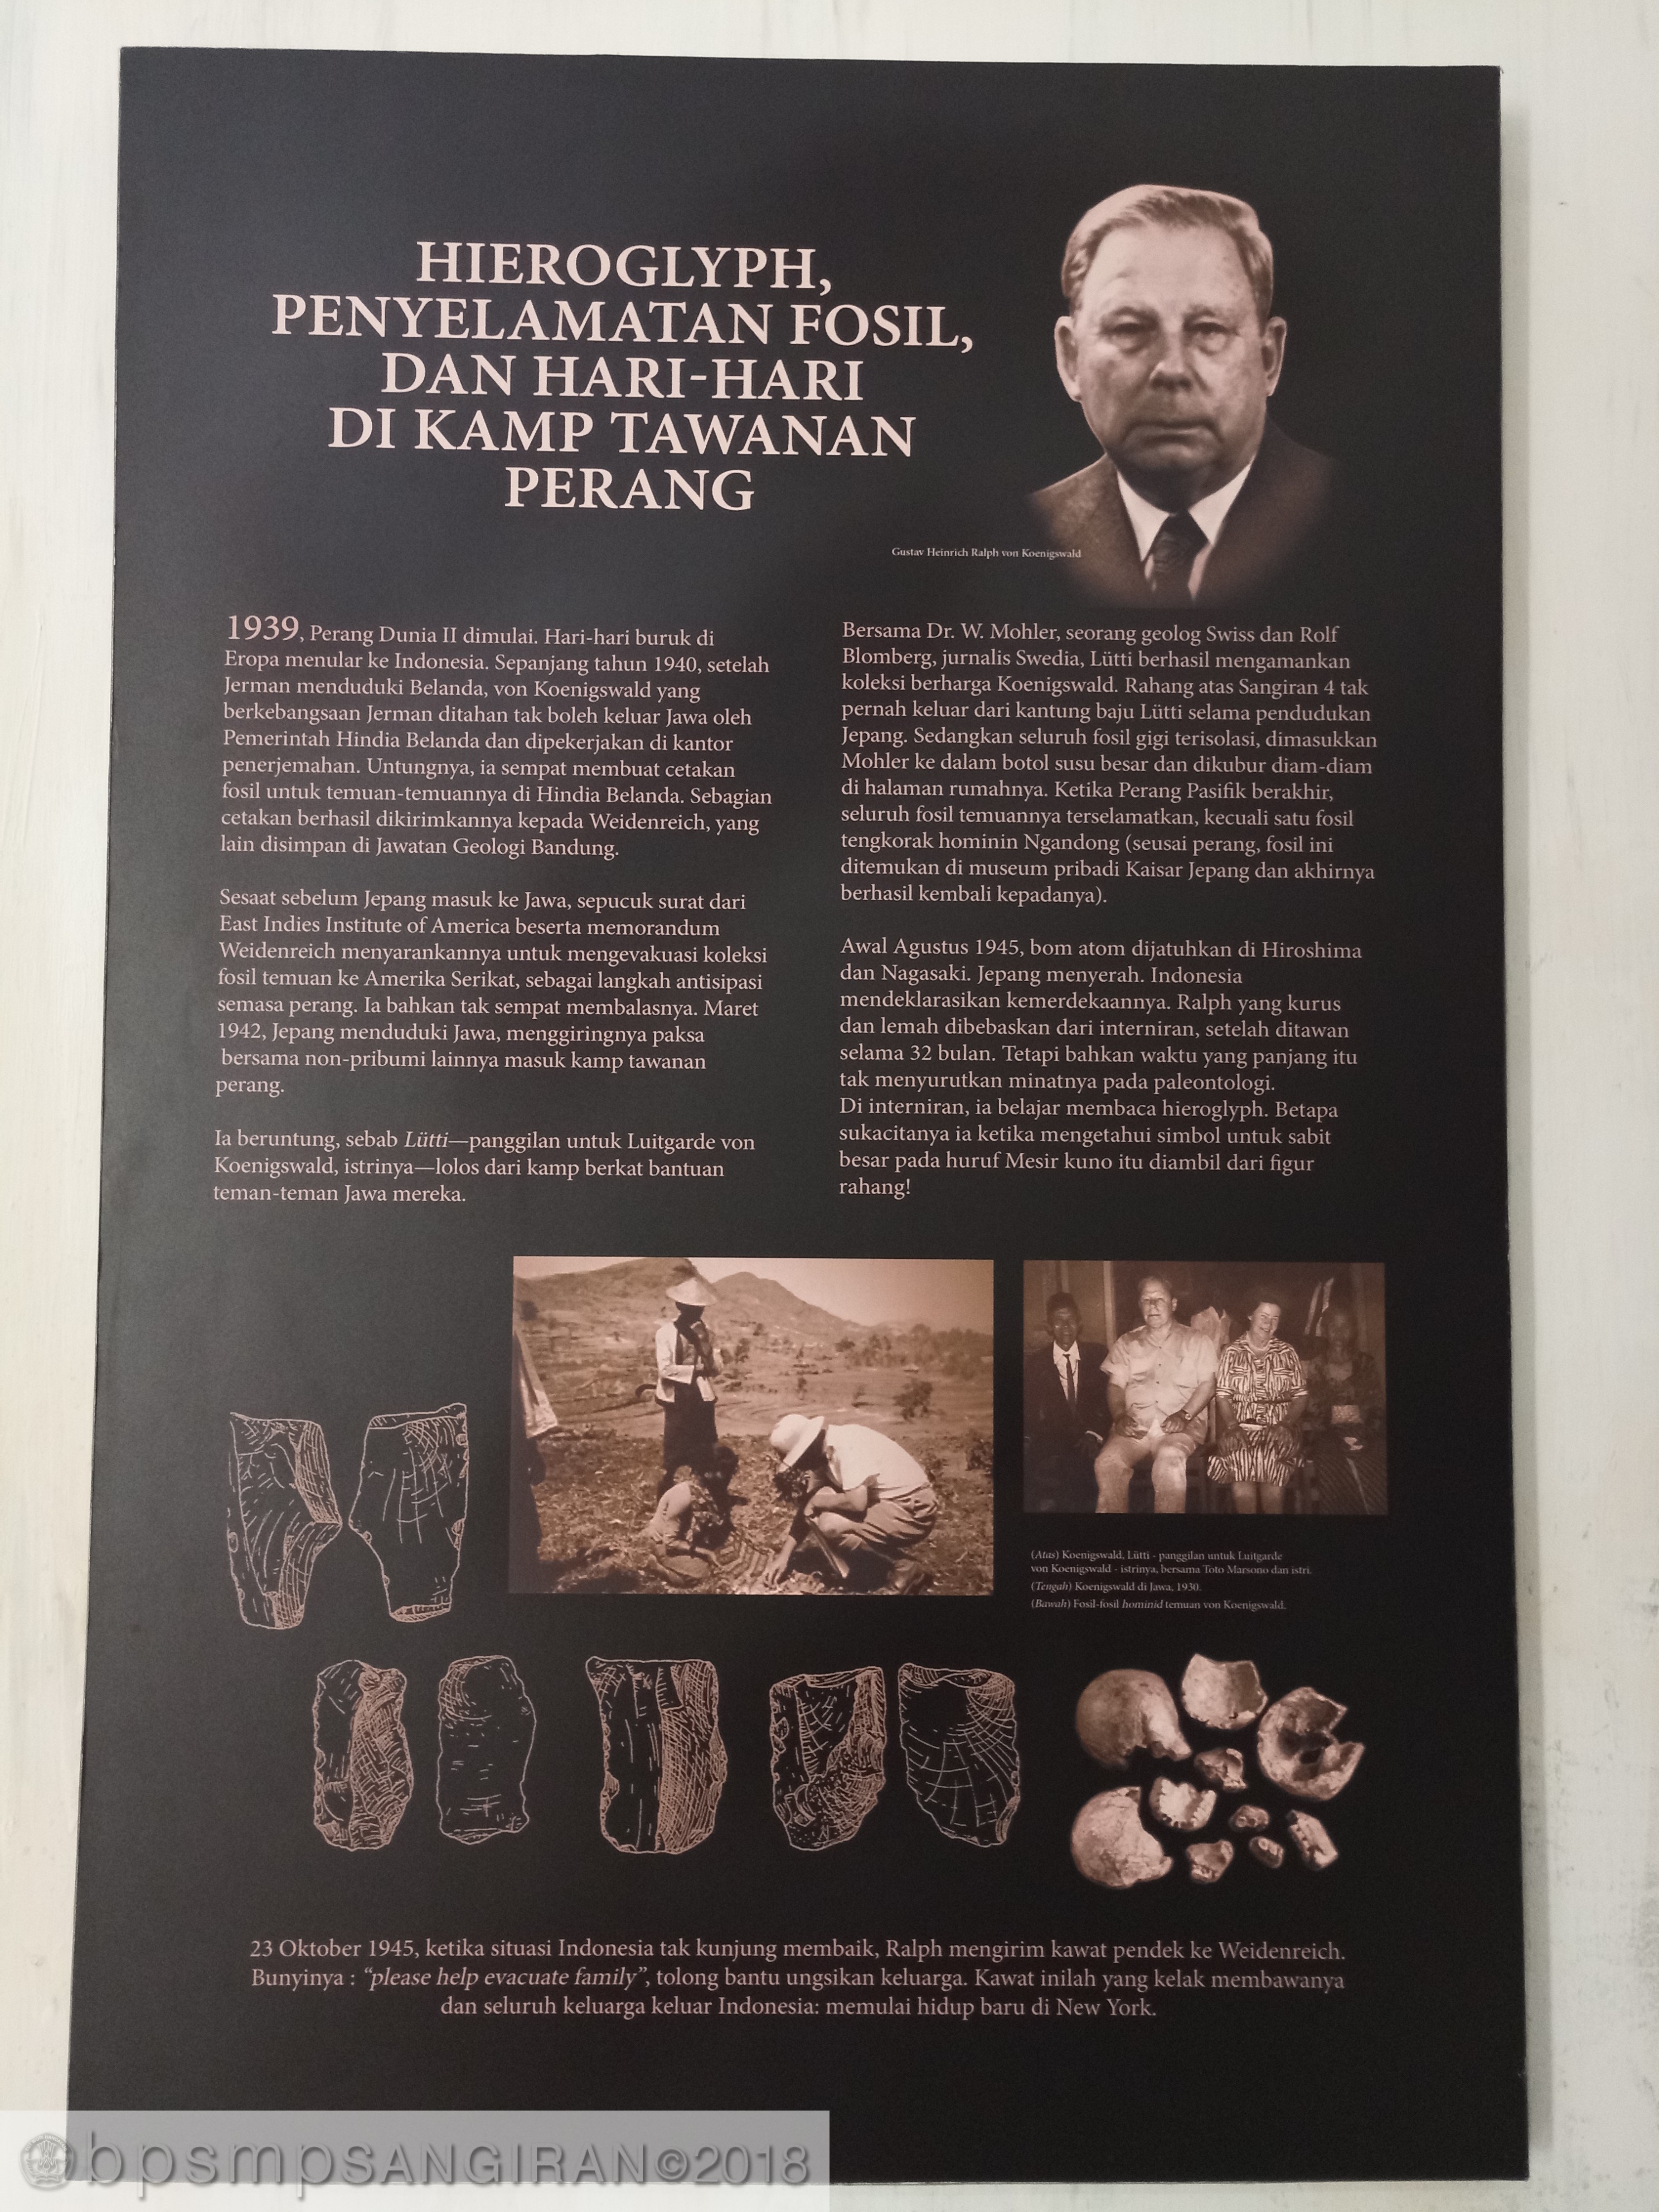 HIEROGLYPH,
PENYELAMATAN FOSIL,
DAN HARI-HARI
DI KAMP TAWANAN
PERANG
Gustav Heinrich Ralph von Koenigswald
1939, Perang Dunia II dimulai. Hari-hari buruk di
Eropa menular ke Indonesia. Sepanjang tahun 1940, setelah
Jerman menduduki Belanda, von Koenigswald yang
berkebangsaan Jerman ditahan tak boleh keluar Jawa oleh
Pemerintah Hindia Belanda dan dipekerjakan di kantor
penerjemahan. Untungnya, ia sempat membuat cetakan
fosil untuk temuan-temuannya di Hindia Belanda. Sebagian
cetakan berhasil dikirimkannya kepada Weidenreich, yang
lain disimpan di Jawatan Geologi Bandung.
Sesaat sebelum Jepang masuk ke Jawa, sepucuk surat dari
East Indies Institute of America beserta memorandum
Weidenreich menyarankannya untuk mengevakuasi koleksi
fosil temuan ke Amerika Serikat, sebagai langkah antisipasi
semasa perang. Ia bahkan tak sempat membalasnya. Maret
1942, Jepang menduduki Jawa, menggiringnya paksa
bersama non-pribumi lainnya masuk kamp tawanan
perang.
Ia beruntung, sebab Lütti—panggilan untuk Luitgarde von
Koenigswald, istrinya—lolos dari kamp berkat bantuan
teman-teman Jawa mereka.
Bersama Dr. W. Mohler, seorang geolog Swiss dan Rolf
Blomberg, jurnalis Swedia, Lütti berhasil mengamankan
koleksi berharga Koenigswald. Rahang atas Sangiran 4 tak
pernah keluar dari kantung baju Lütti selama pendudukan
Jepang. Sedangkan seluruh fosil gigi terisolasi, dimasukkan
Mohler ke dalam botol susu besar dan dikubur diam-diam
di halaman rumahnya. Ketika Perang Pasifik berakhir,
seluruh fosil temuannya terselamatkan, kecuali satu fosil
tengkorak hominin Ngandong (seusai perang, fosil ini
ditemukan di museum pribadi Kaisar Jepang dan akhirnya
berhasil kembali kepadanya).
Awal Agustus 1945, bom atom dijatuhkan di Hiroshima
dan Nagasaki. Jepang menyerah. Indonesia
mendeklarasikan kemerdekaannya. Ralph yang kurus
dan lemah dibebaskan dari interniran, setelah ditawan
selama 32 bulan. Tetapi bahkan waktu yang panjang itu
tak menyurutkan minatnya pada paleontologi.
Di interniran, ia belajar membaca hieroglyph. Betapa
sukacitanya ia ketika mengetahui simbol untuk sabit
besar pada huruf Mesir kuno itu diambil dari figur
rahang!
(Atas) Koenigswald, Lütti - panggilan untuk Luitgarde
von Koenigswald - istrinya, bersama Toto Marsono dan istri.
(Tengah) Koenigswald di Jawa, 1930.
(Bawah) Fosil-fosil hominid temuan von Koenigswald.
23 Oktober 1945, ketika situasi Indonesia tak kunjung membaik, Ralph mengirim kawat pendek ke Weidenreich.
Bunyinya : "please help evacuate family", tolong bantu ungsikan keluarga. Kawat inilah yang kelak membawanya
dan seluruh keluarga keluar Indonesia: memulai hidup baru di New York.
bpsmpSANGIRAN©2018